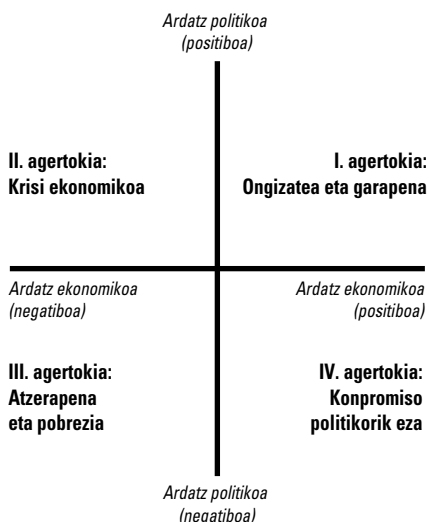 Ardatz politikoa
(positiboa)
II. agertokia:
Krisi ekonomikoa
I. agertokia:
Ongizatea eta garapena
Ardatz ekonomikoa
(negatiboa)
Ardatz ekonomikoa
(positiboa)
III. agertokia:
Atzerapena
eta pobrezia
IV. agertokia:
Konpromiso
politikorik eza
Ardatz politikoa
(negatiboa)